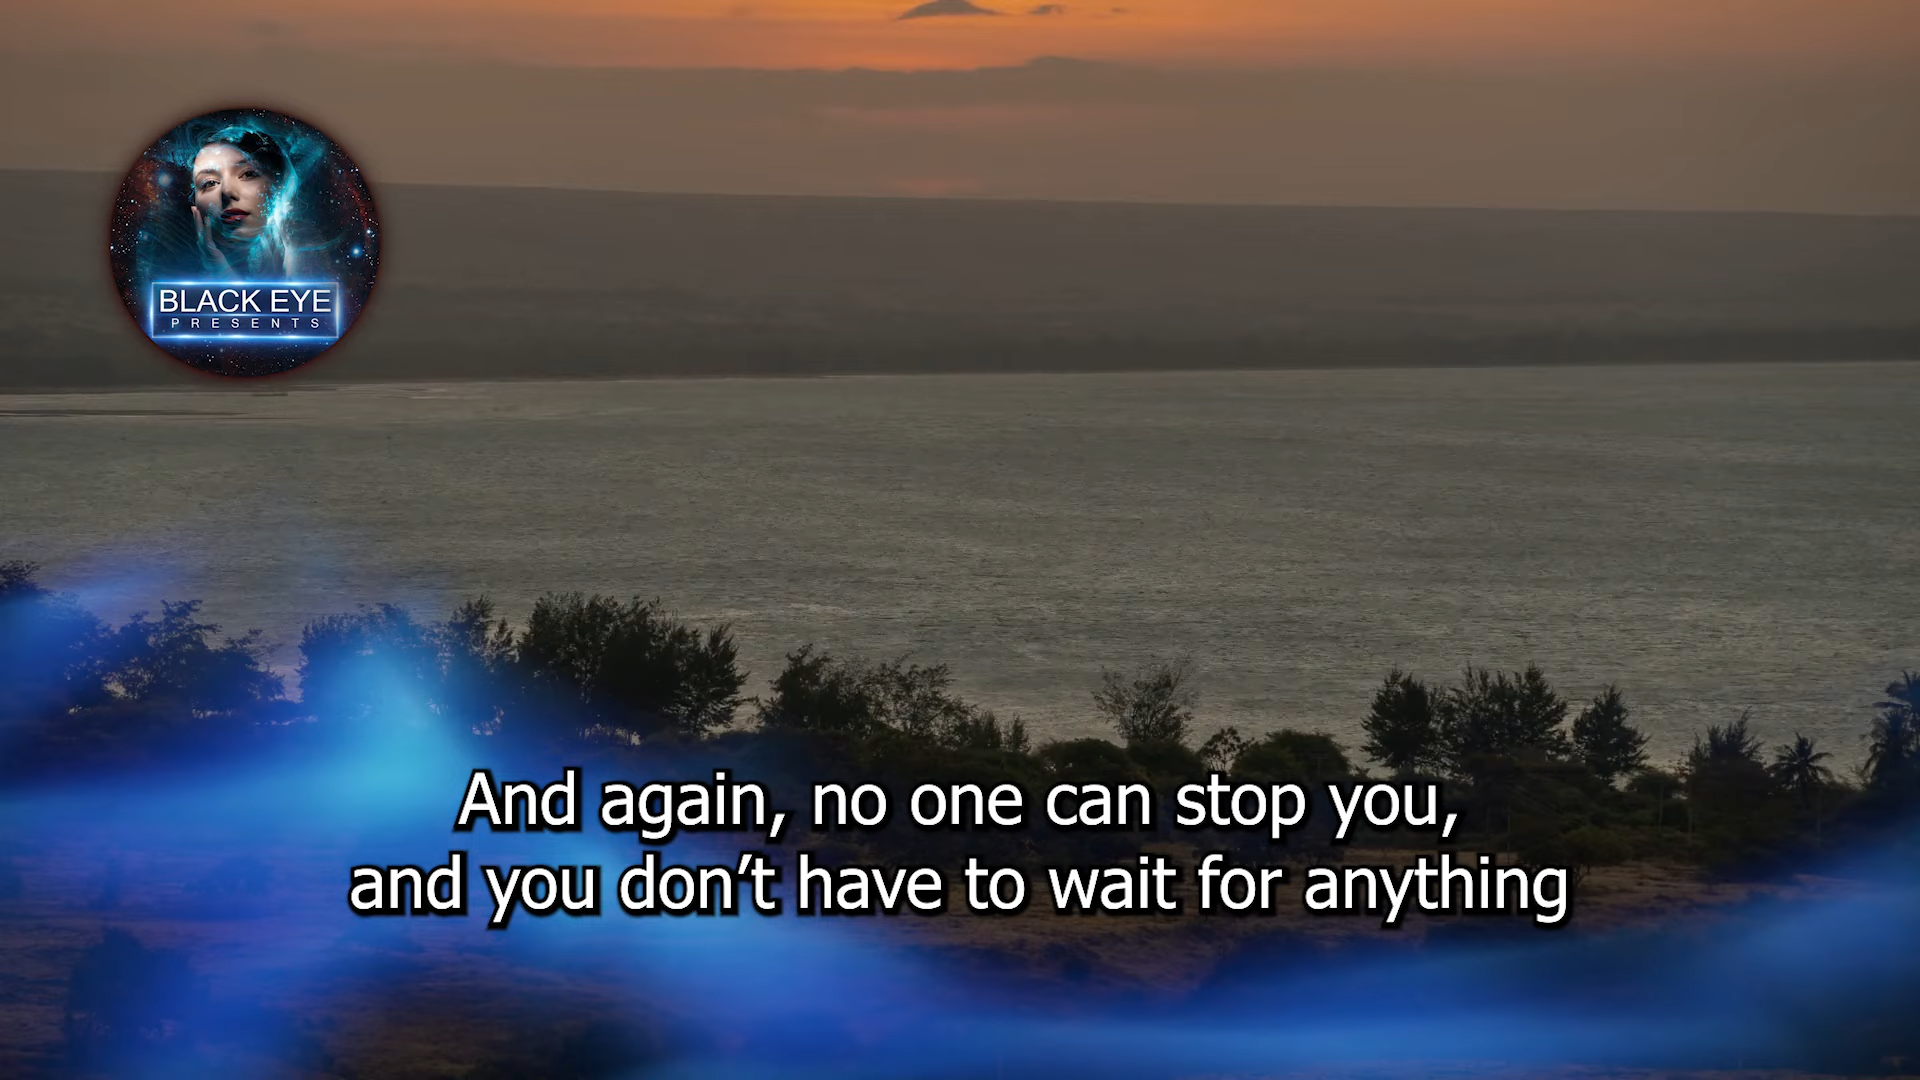 BLACK EYE
PRESENTS
And again, no one can stop you,
and you don’t have to wait for anything